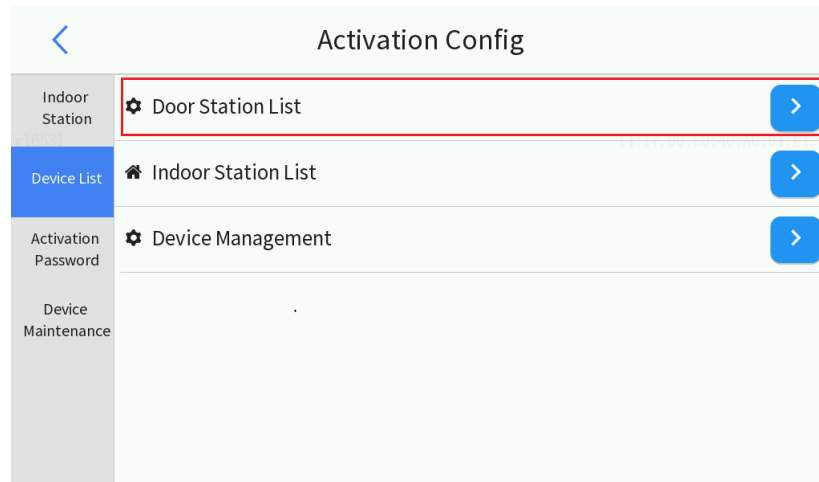 Activation Config
Indoor
Station
Device List
Activation
Password
Device
Maintenance
Door Station List
Indoor Station List
Device Management